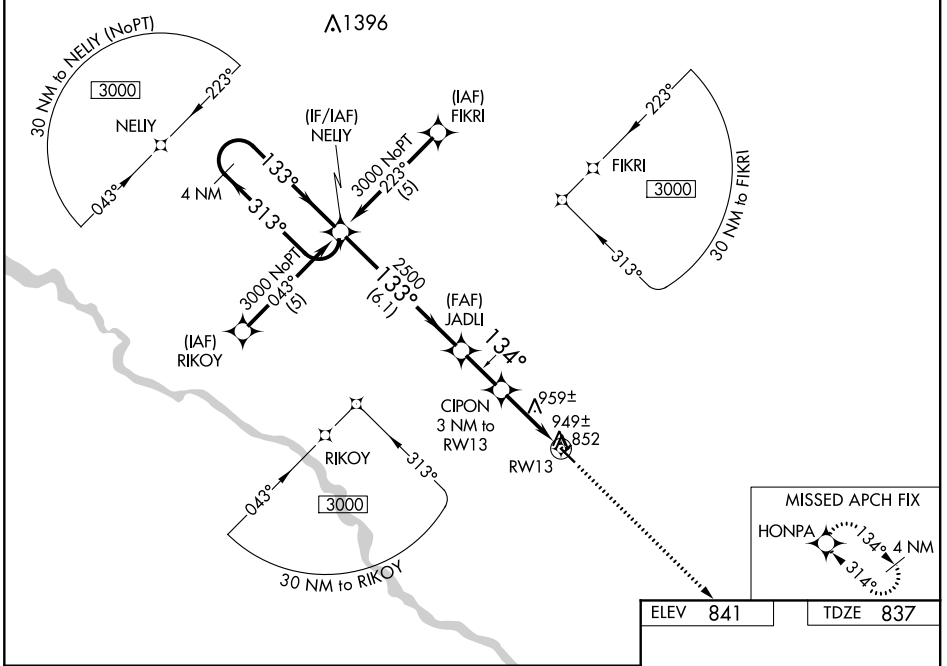 1396
30 NM to NELIY (NoPT)
3000
223°
NELIY
043°
(IF/IAF)
NELIY
(IAF)
FIKRI
3000 NoPT
223°
(5)
133°
4 NM
313°
3000 NoPT
043°
(5)
(IAF)
RIKOY
223°
FIKRI
3000
30 NM to FIKRI
313°
2500
133°
(6.1)
(FAF)
JADLI
134°
CIPON
3 NM to
RW13
959±
949±
852
RW13
RIKOY
043°
313°
3000
30 NM to RIKOY
MISSED APCH FIX
HONPA
134°
4 NM
314°
ELEV 841
TDZE 837